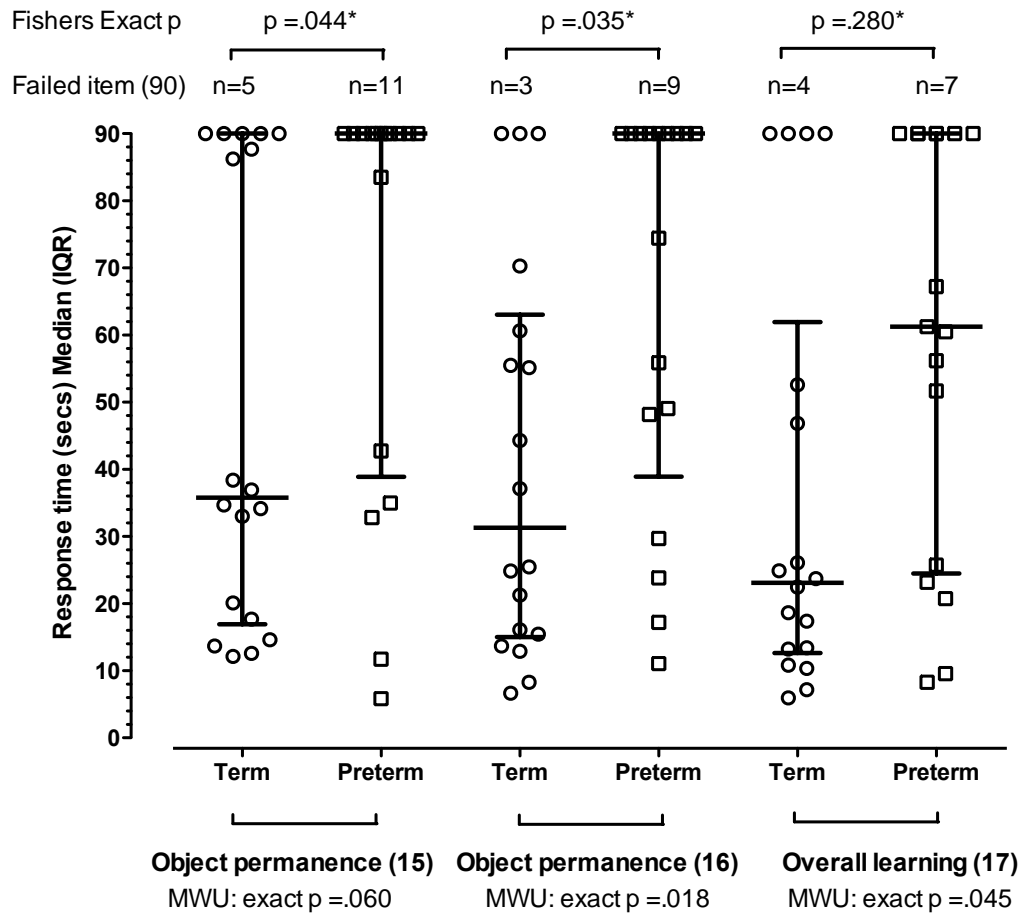 Fishers Exact p p =.044* p =.035* p =.280*
Failed item (90) n=5 n=11 n=3 n=9 n=4 n=7
Response time (secs) Median (IQR)
90
80
90
70
60
50
40
30
20
10
0
Term Preterm Term Preterm Term Preterm
Object permanence (15) Object permanence (16) Overall learning (17)
MWU: exact p =.060 MWU: exact p =.018 MWU: exact p =.045